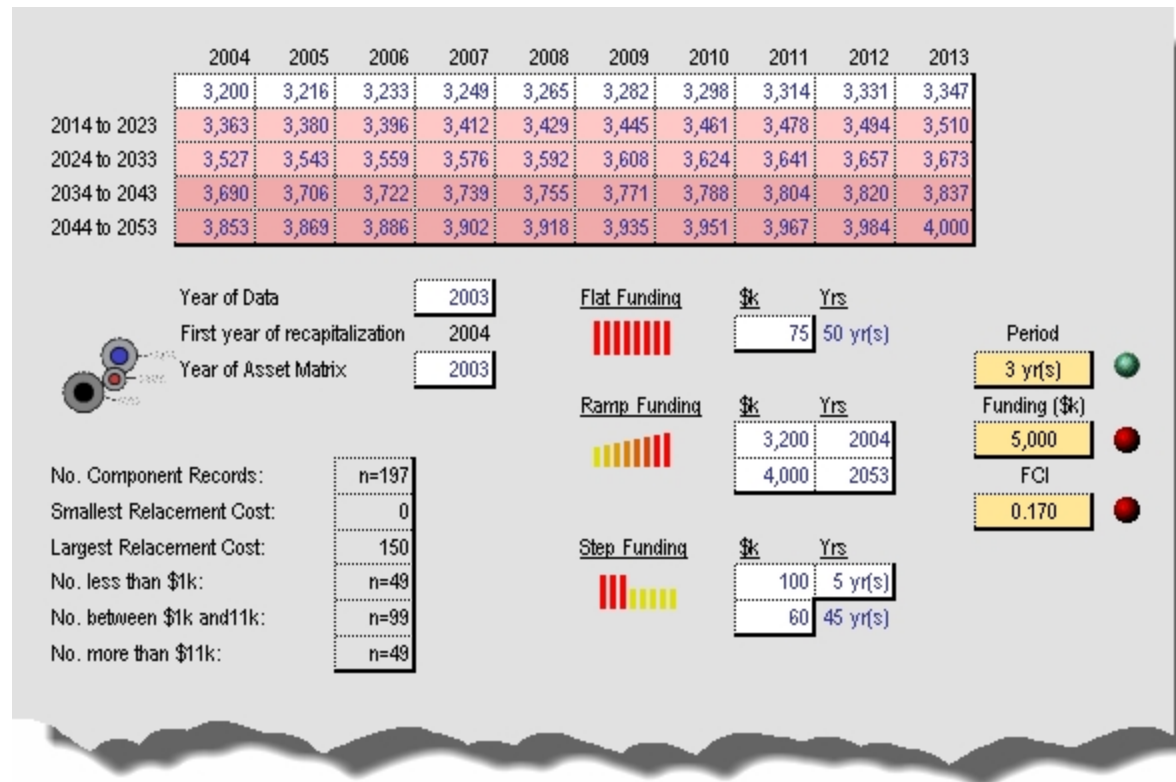 2004 2005 2006 2007 2008 2009 2010 2011 2012 2013
3,200 3,216 3,233 3,249 3,265 3,282 3,298 3,314 3,331 3,347
2014 to 2023 3,363 3,380 3,396 3,412 3,429 3,445 3,461 3,478 3,494 3,510
2024 to 2033 3,527 3,543 3,559 3,576 3,592 3,608 3,624 3,641 3,657 3,673
2034 to 2043 3,690 3,706 3,722 3,739 3,755 3,771 3,788 3,804 3,820 3,837
2044 to 2053 3,853 3,869 3,886 3,902 3,918 3,935 3,951 3,967 3,984 4,000
Year of Data 2003
First year of recapitalization 2004
Year of Asset Matrix 2003
No. Component Records: n=197
Smallest Relacement Cost: 0
Largest Relacement Cost: 150
No. less than $1k: n=49
No. between $1k and11k: n=99
No. more than $11k: n=49
Flat Funding $k Yrs
75 50 yr(s)
Ramp Funding $k Yrs
3,200 2004
4,000 2053
Step Funding $k Yrs
100 5 yr(s)
60 45 yr(s)
Period
3 yr(s)
Funding ($k)
5,000
FCI
0.170